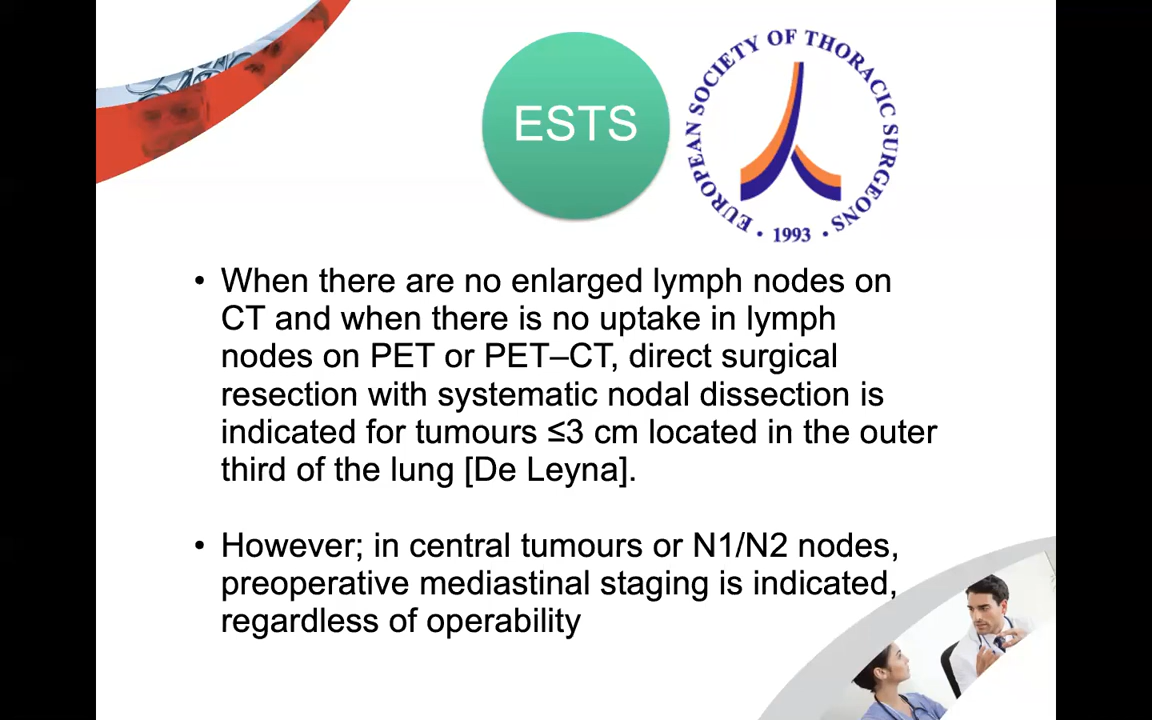 ESTS
EUROPEAN SOCIETY OF THORACIC SURGEONS
• 1993 •
• When there are no enlarged lymph nodes on
CT and when there is no uptake in lymph
nodes on PET or PET–CT, direct surgical
resection with systematic nodal dissection is
indicated for tumours ≤3 cm located in the outer
third of the lung [De Leyna].
• However; in central tumours or N1/N2 nodes,
preoperative mediastinal staging is indicated,
regardless of operability